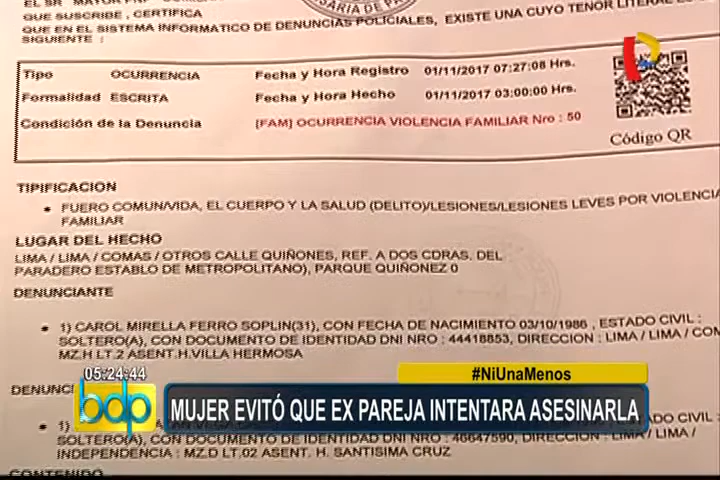 QUE SUSCRIBE , CERTIFICA
QUE EN EL SISTEMA INFORMATICO DE DENUNCIAS POLICIALES, EXISTE UNA CUYO TENOR LITERAL
SIGUIENTE :
Tipo OCURRENCIA Fecha y Hora Registro 01/11/2017 07:27:08 Hrs.
Formalidad ESCRITA Fecha y Hora Hecho 01/11/2017 03:00:00 Hrs.
Condición de la Denuncia [FAM] OCURRENCIA VIOLENCIA FAMILIAR Nro : 50
Código QR
TIPIFICACION
• FUERO COMUN/VIDA, EL CUERPO Y LA SALUD (DELITO)/LESIONES/LESIONES LEVES POR VIOLENCIA
FAMILIAR
LUGAR DEL HECHO
LIMA / LIMA / COMAS / OTROS CALLE QUIÑONES, REF. A DOS CDRAS. DEL
PARADERO ESTABLO DE METROPOLITANO), PARQUE QUIÑONEZ 0
DENUNCIANTE
• 1) CAROL MIRELLA FERRO SOPLIN(31), CON FECHA DE NACIMIENTO 03/10/1986 , ESTADO CIVIL :
SOLTERO(A), CON DOCUMENTO DE IDENTIDAD DNI NRO : 44418853, DIRECCION : LIMA / LIMA / COM
MZ.H LT.2 ASENT.H.VILLA HERMOSA
05:24:44
#NiUnaMenos
bdp
MUJER EVITÓ QUE EX PAREJA INTENTARA ASESINARLA
• 1)
CIVIL :
SOLTERO(A), CON DOCUMENTO DE IDENTIDAD DNI NRO : 46647590, DIRECCION : LIMA / LIMA /
INDEPENDENCIA : MZ.D LT.02 ASENT. H. SANTISIMA CRUZ
CONTENIDO